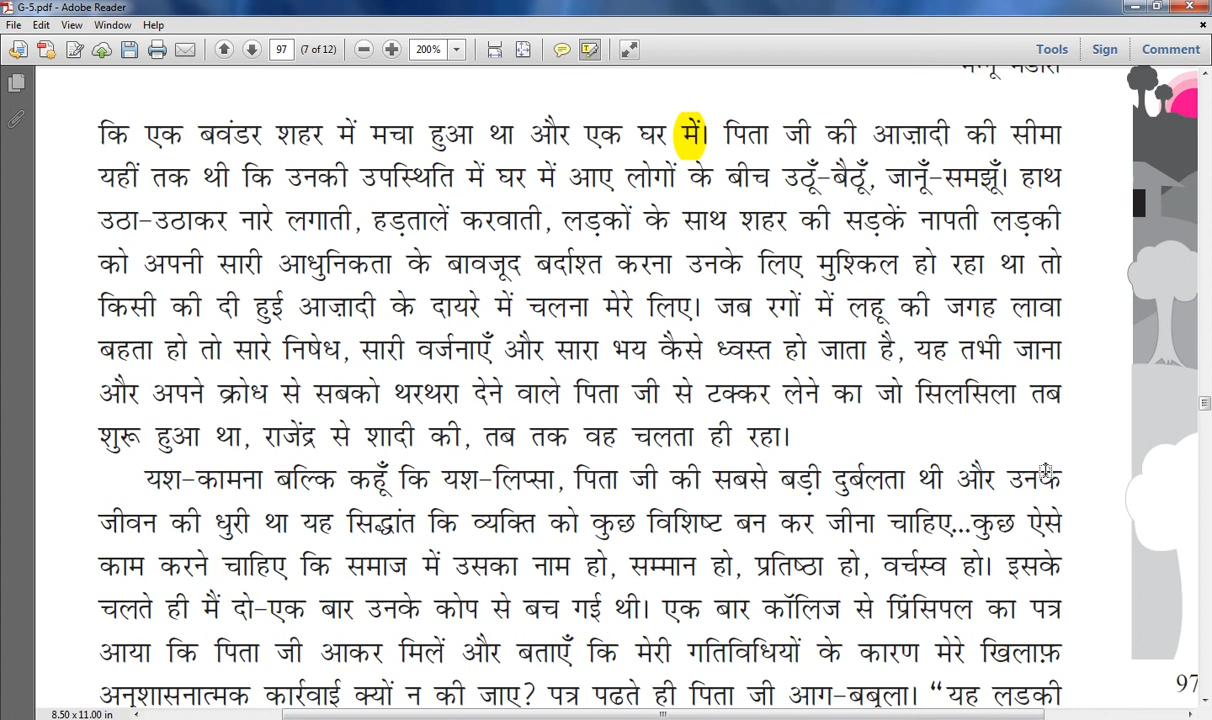 G-5.pdf - Adobe Reader
File Edit View Window Help
97 (7 of 12) 200% Tools Sign Comment
मन्नू भंडारी
कि एक बवंडर शहर में मचा हुआ था और एक घर में। पिता जी की आज़ादी की सीमा
यहीं तक थी कि उनकी उपस्थिति में घर में आए लोगों के बीच उठूँ-बैठूँ, जानूँ-समझूँ। हाथ
उठा-उठाकर नारे लगाती, हड़तालें करवाती, लड़कों के साथ शहर की सड़कें नापती लड़की
को अपनी सारी आधुनिकता के बावजूद बर्दाश्त करना उनके लिए मुश्किल हो रहा था तो
किसी की दी हुई आज़ादी के दायरे में चलना मेरे लिए। जब रगों में लहू की जगह लावा
बहता हो तो सारे निषेध, सारी वर्जनाएँ और सारा भय कैसे ध्वस्त हो जाता है, यह तभी जाना
और अपने क्रोध से सबको थरथरा देने वाले पिता जी से टक्कर लेने का जो सिलसिला तब
शुरू हुआ था, राजेंद्र से शादी की, तब तक वह चलता ही रहा।
यश-कामना बल्कि कहूँ कि यश-लिप्सा, पिता जी की सबसे बड़ी दुर्बलता थी और उनके
जीवन की धुरी था यह सिद्धांत कि व्यक्ति को कुछ विशिष्ट बन कर जीना चाहिए...कुछ ऐसे
काम करने चाहिए कि समाज में उसका नाम हो, सम्मान हो, प्रतिष्ठा हो, वर्चस्व हो। इसके
चलते ही मैं दो-एक बार उनके कोप से बच गई थी। एक बार कॉलिज से प्रिंसिपल का पत्र
आया कि पिता जी आकर मिलें और बताएँ कि मेरी गतिविधियों के कारण मेरे खिलाफ़
अनुशासनात्मक कार्रवाई क्यों न की जाए? पत्र पढ़ते ही पिता जी आग-बबूला। “यह लड़की
97
8.50 x 11.00 in